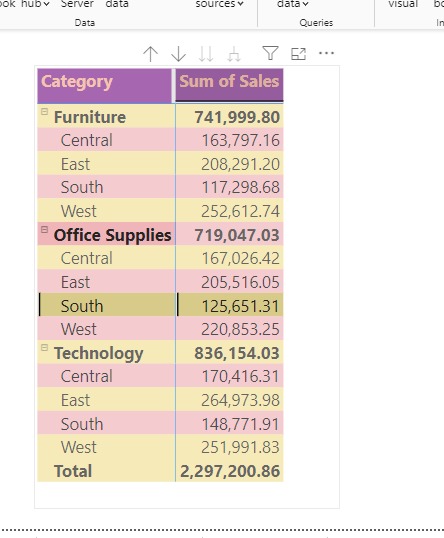 ok hub Server data sources data visual
Data Queries In
Category Sum of Sales
Furniture 741,999.80
Central 163,797.16
East 208,291.20
South 117,298.68
West 252,612.74
Office Supplies 719,047.03
Central 167,026.42
East 205,516.05
South 125,651.31
West 220,853.25
Technology 836,154.03
Central 170,416.31
East 264,973.98
South 148,771.91
West 251,991.83
Total 2,297,200.86